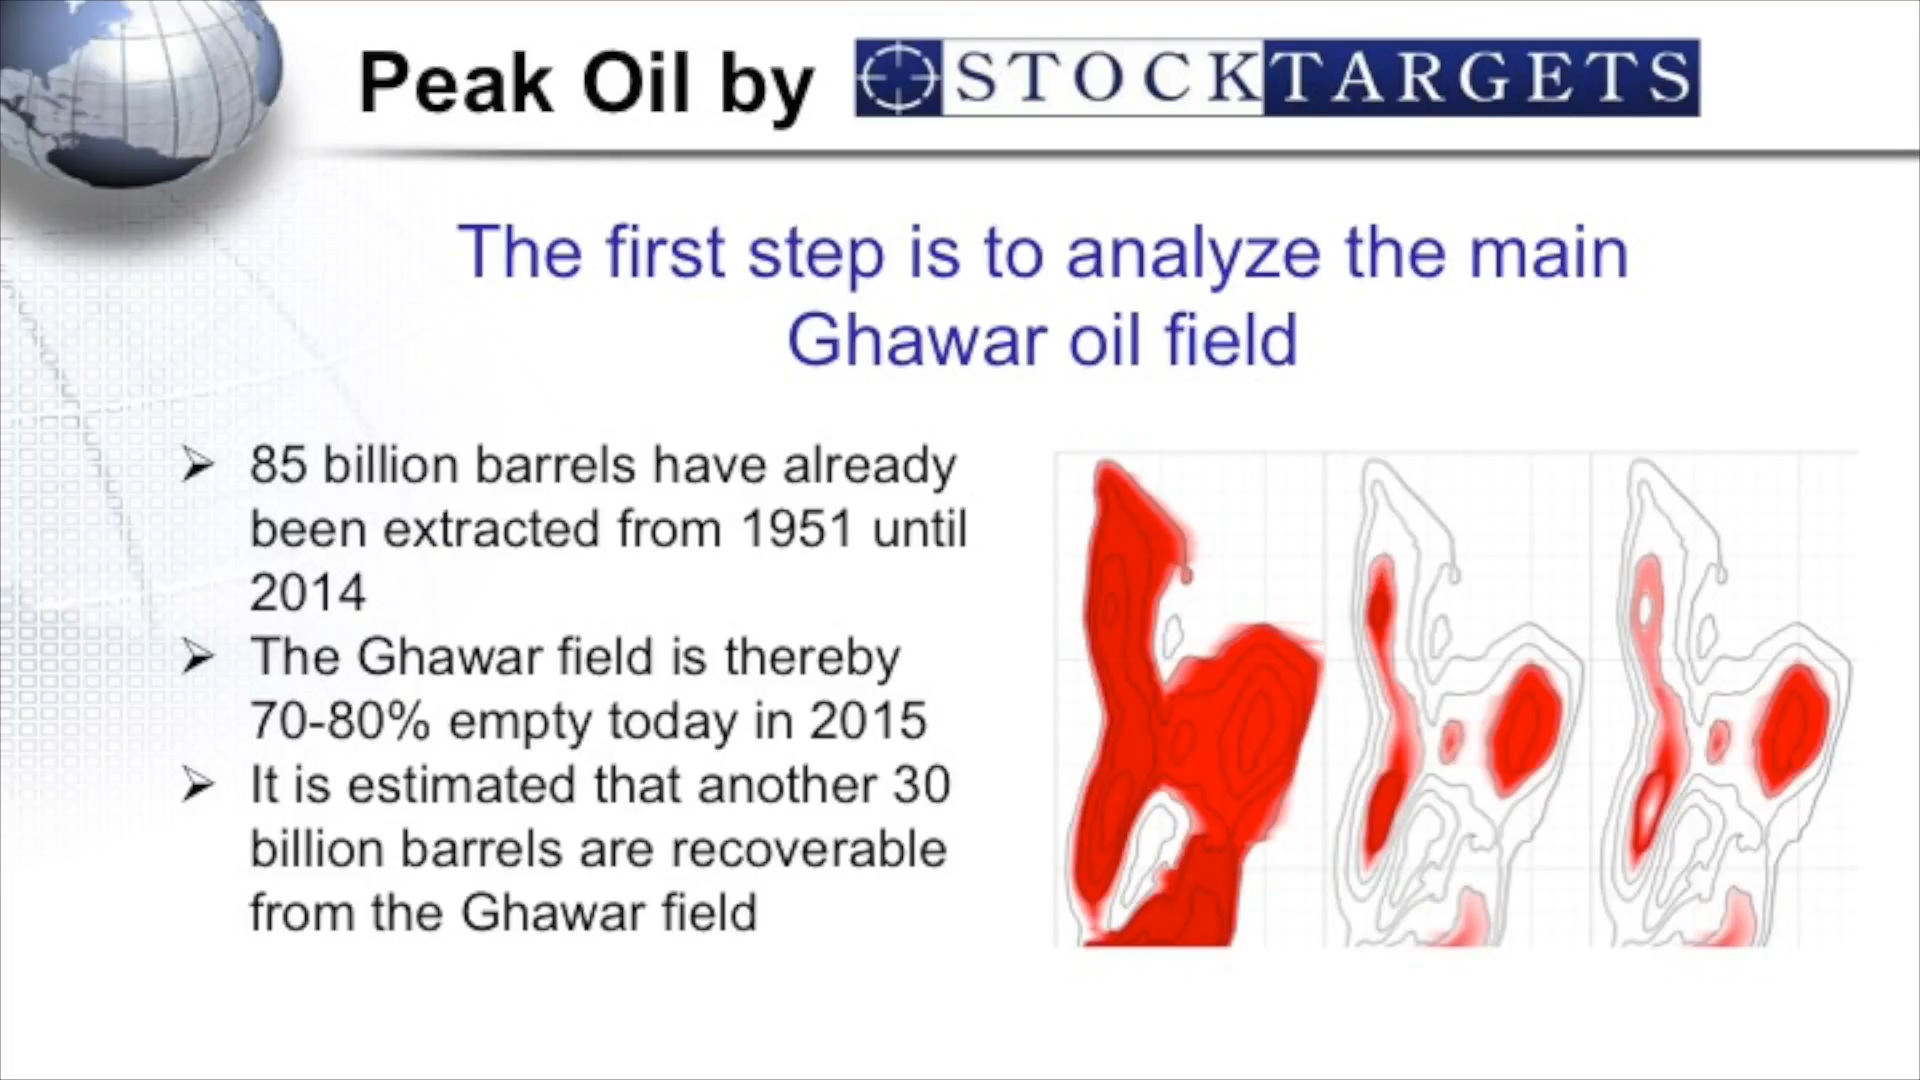 Peak Oil by STOCKTARGETS
The first step is to analyze the main
Ghawar oil field
85 billion barrels have already
been extracted from 1951 until
2014
The Ghawar field is thereby
70-80% empty today in 2015
It is estimated that another 30
billion barrels are recoverable
from the Ghawar field